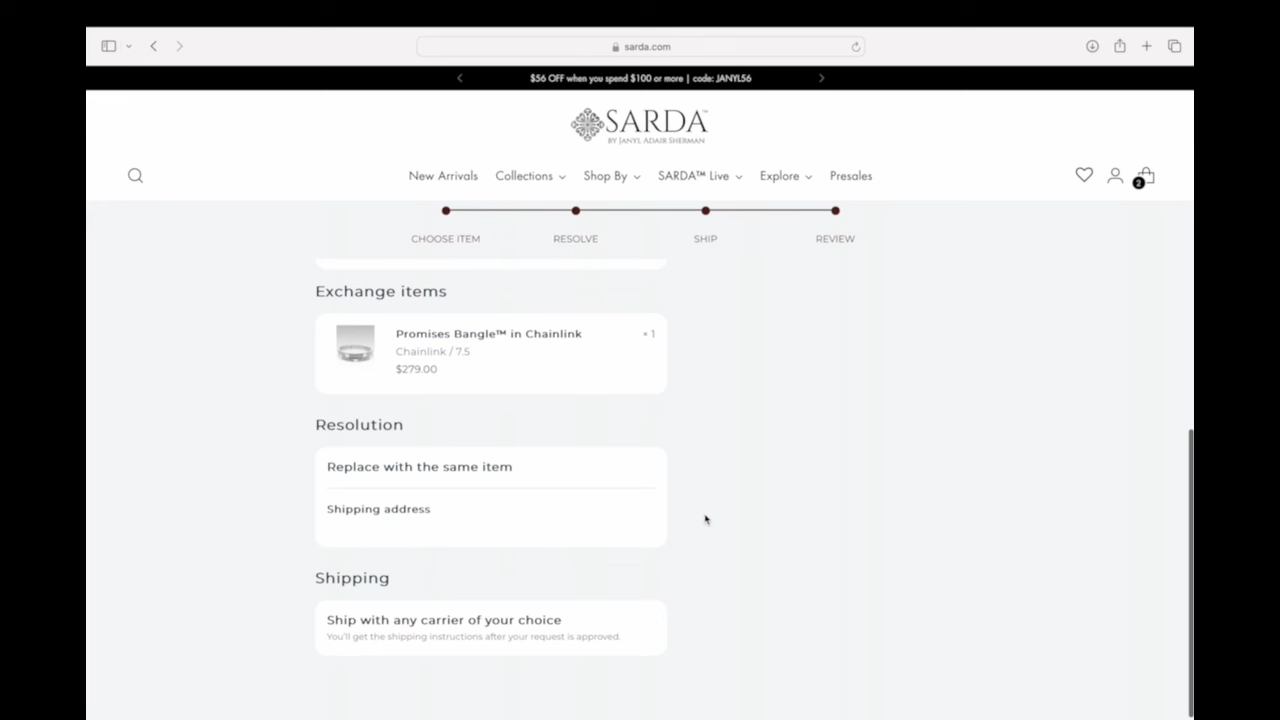 sarda.com
$56 OFF when you spend $100 or more | code: JANYL56
SARDA™
BY JANYL ADAIR SHERMAN
New Arrivals Collections Shop By SARDA™ Live Explore Presales
2
CHOOSE ITEM RESOLVE SHIP REVIEW
Exchange items
Promises Bangle™ in Chainlink × 1
Chainlink / 7.5
$279.00
Resolution
Replace with the same item
Shipping address
Shipping
Ship with any carrier of your choice
You'll get the shipping instructions after your request is approved.